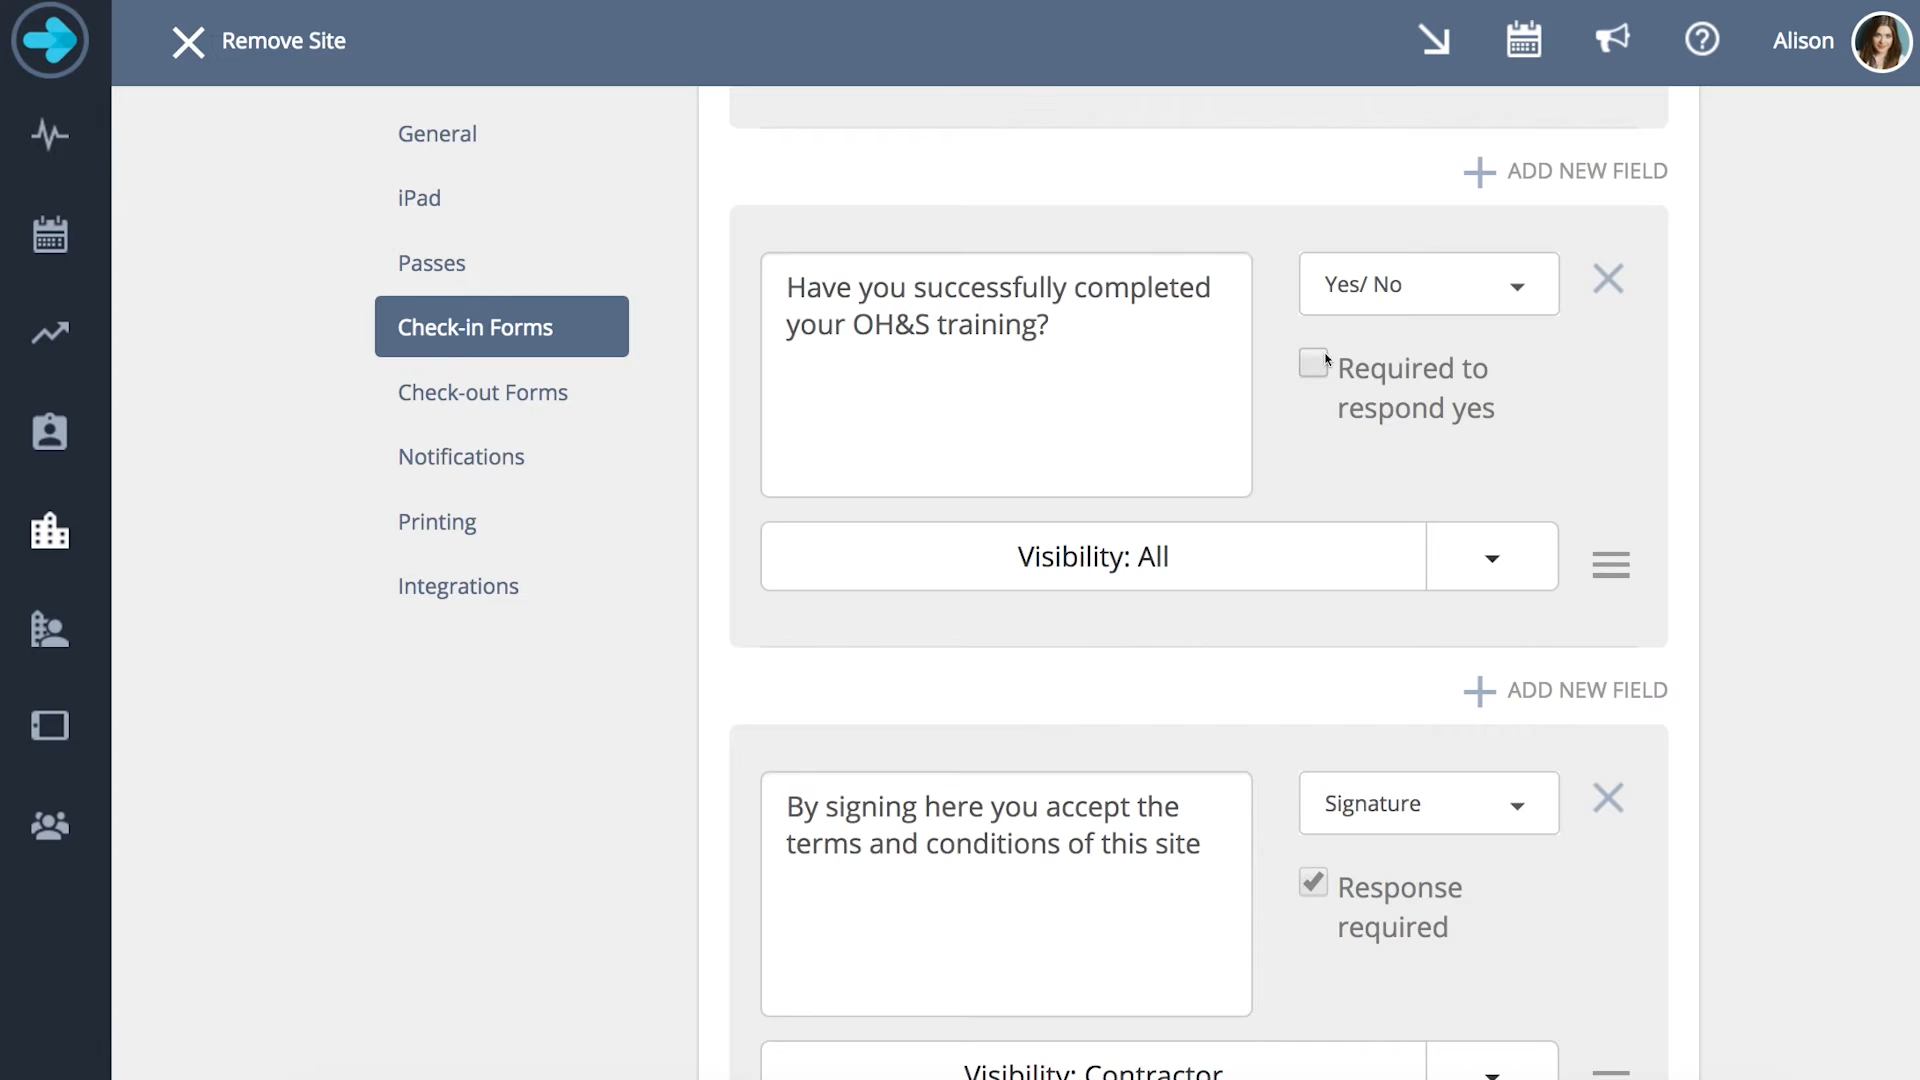 Remove Site
Alison
General
iPad
Passes
Check-in Forms
Check-out Forms
Notifications
Printing
Integrations
ADD NEW FIELD
Have you successfully completed
your OH&S training?
Yes/ No
Required to
respond yes
Visibility: All
ADD NEW FIELD
By signing here you accept the
terms and conditions of this site
Signature
Response
required
Visibility: Contractor